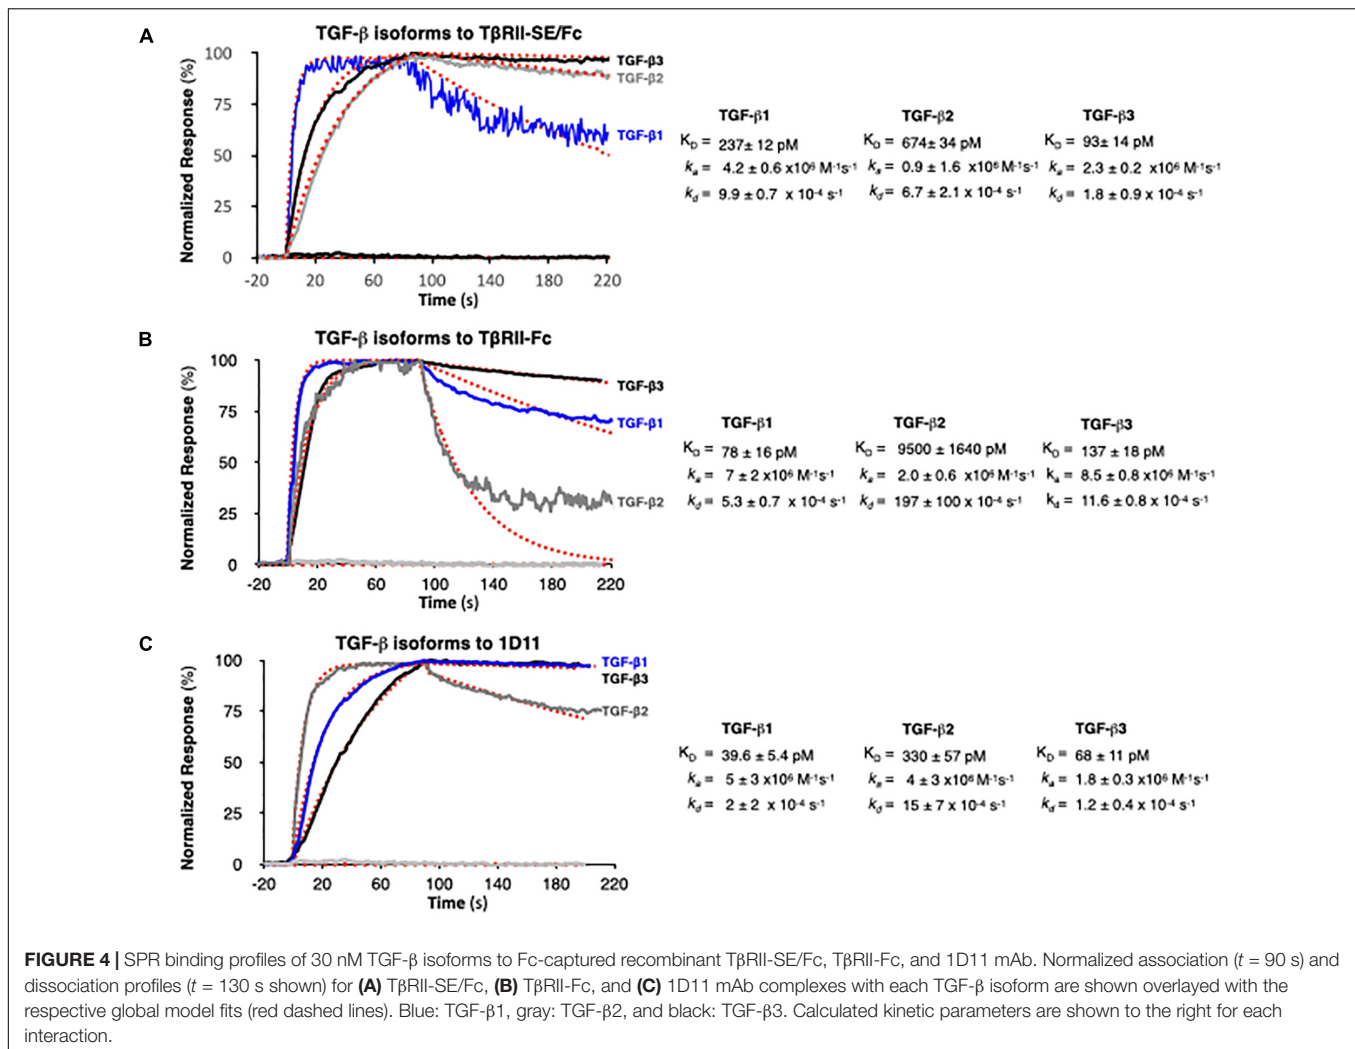 A
TGF-β isoforms to TβRII-SE/Fc
Normalized Response (%)
100
75
50
25
0
-20 20 60 100 140 180 220
Time (s)
TGF-β3
TGF-β2
TGF-β1
TGF-β1 TGF-β2 TGF-β3
K_D = 237± 12 pM K_D = 674± 34 pM K_D = 93± 14 pM
k_a = 4.2 ± 0.6 x10⁶ M⁻¹s⁻¹ k_a = 0.9 ± 1.6 x10⁶ M⁻¹s⁻¹ k_a = 2.3 ± 0.2 x10⁶ M⁻¹s⁻¹
k_d = 9.9 ± 0.7 x 10⁻⁴ s⁻¹ k_d = 6.7 ± 2.1 x 10⁻⁴ s⁻¹ k_d = 1.8 ± 0.9 x 10⁻⁴ s⁻¹
B
TGF-β isoforms to TβRII-Fc
Normalized Response (%)
100
75
50
25
0
-20 20 60 100 140 180 220
Time (s)
TGF-β3
TGF-β1
TGF-β2
TGF-β1 TGF-β2 TGF-β3
K_D = 78 ± 16 pM K_D = 9500 ± 1640 pM K_D = 137 ± 18 pM
k_a = 7 ± 2 x10⁶ M⁻¹s⁻¹ k_a = 2.0 ± 0.6 x10⁶ M⁻¹s⁻¹ k_a = 8.5 ± 0.8 x10⁶ M⁻¹s⁻¹
k_d = 5.3 ± 0.7 x 10⁻⁴ s⁻¹ k_d = 197 ± 100 x 10⁻⁴ s⁻¹ k_d = 11.6 ± 0.8 x 10⁻⁴ s⁻¹
C
TGF-β isoforms to 1D11
Normalized Response (%)
100
75
50
25
0
-20 20 60 100 140 180 220
Time (s)
TGF-β1
TGF-β3
TGF-β2
TGF-β1 TGF-β2 TGF-β3
K_D = 39.6 ± 5.4 pM K_D = 330 ± 57 pM K_D = 68 ± 11 pM
k_a = 5 ± 3 x10⁶ M⁻¹s⁻¹ k_a = 4 ± 3 x10⁶ M⁻¹s⁻¹ k_a = 1.8 ± 0.3 x10⁶ M⁻¹s⁻¹
k_d = 2 ± 2 x 10⁻⁴ s⁻¹ k_d = 15 ± 7 x 10⁻⁴ s⁻¹ k_d = 1.2 ± 0.4 x 10⁻⁴ s⁻¹
FIGURE 4 | SPR binding profiles of 30 nM TGF-β isoforms to Fc-captured recombinant TβRII-SE/Fc, TβRII-Fc, and 1D11 mAb. Normalized association (t = 90 s) and
dissociation profiles (t = 130 s shown) for (A) TβRII-SE/Fc, (B) TβRII-Fc, and (C) 1D11 mAb complexes with each TGF-β isoform are shown overlayed with the
respective global model fits (red dashed lines). Blue: TGF-β1, gray: TGF-β2, and black: TGF-β3. Calculated kinetic parameters are shown to the right for each
interaction.